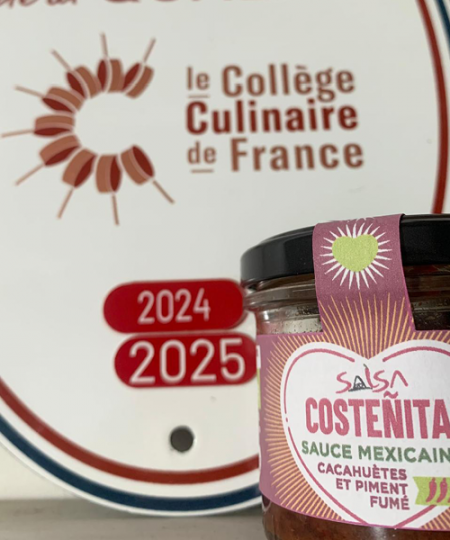 le Collège
Culinaire
de France
2024
2025
SALSA
COSTEÑITA
SAUCE MEXICAIN
CACAHUÈTES
ET PIMENT
FUMÉ